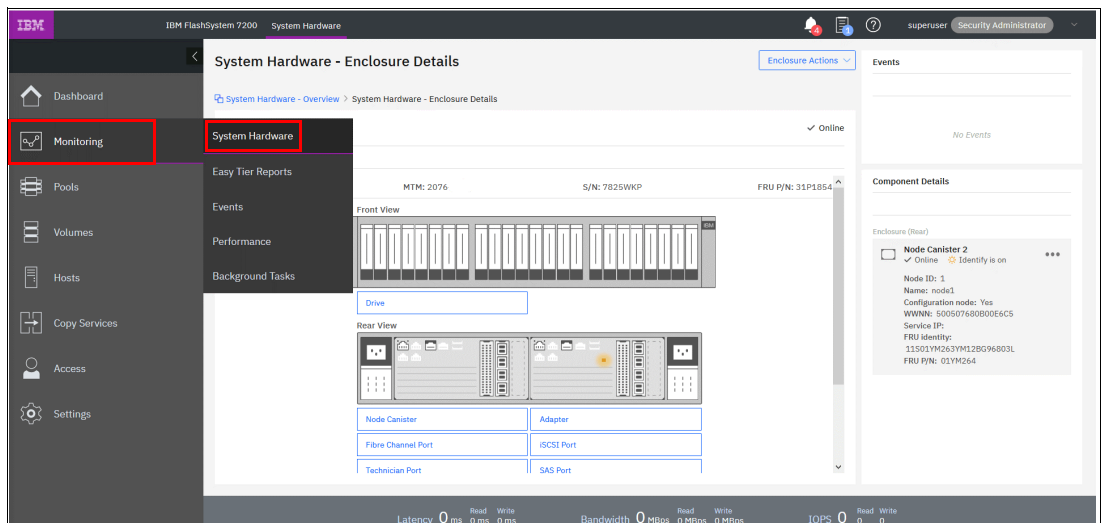 IBM
IBM FlashSystem 7200 System Hardware
4
1
?
superuser Security Administrator
System Hardware - Enclosure Details
Enclosure Actions
System Hardware - Overview > System Hardware - Enclosure Details
Online
Dashboard
Monitoring
Pools
Volumes
Hosts
Copy Services
Access
Settings
System Hardware
Easy Tier Reports
Events
Performance
Background Tasks
MTM: 2076
S/N: 7825WKP
FRU P/N: 31P1854
Front View
IBM
Drive
Rear View
Node Canister
Adapter
Fibre Channel Port
iSCSI Port
Technician Port
SAS Port
Events
No Events
Component Details
Enclosure (Rear)
Node Canister 2
Online Identify is on
Node ID: 1
Name: node1
Configuration node: Yes
WWNN: 500507680B00E6C5
Service IP:
FRU identity:
11S01YM263YM12BG96803L
FRU P/N: 01YM264
Latency 0 ms Read 0 ms Write 0 ms
Bandwidth 0 MBps Read 0 MBps Write 0 MBps
IOPS 0 Read 0 Write 0